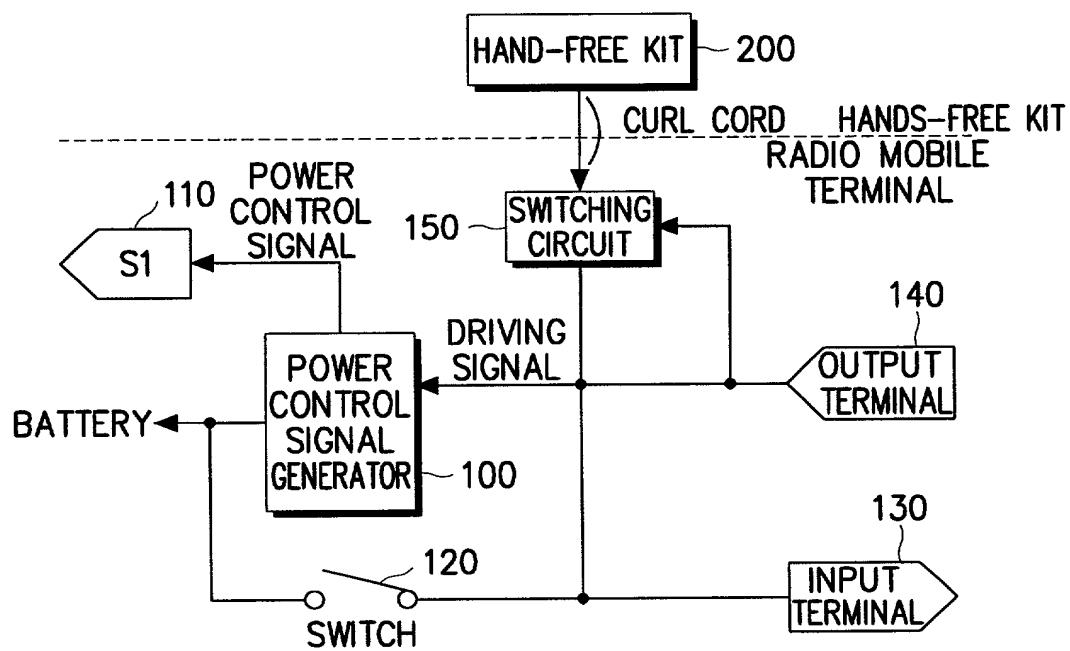 HAND-FREE KIT
200
CURL CORD
HANDS-FREE KIT
RADIO MOBILE
TERMINAL
110
POWER
CONTROL
SIGNAL
S1
150
SWITCHING
CIRCUIT
140
OUTPUT
TERMINAL
DRIVING
SIGNAL
POWER
CONTROL
SIGNAL
GENERATOR
100
BATTERY
130
INPUT
TERMINAL
120
SWITCH